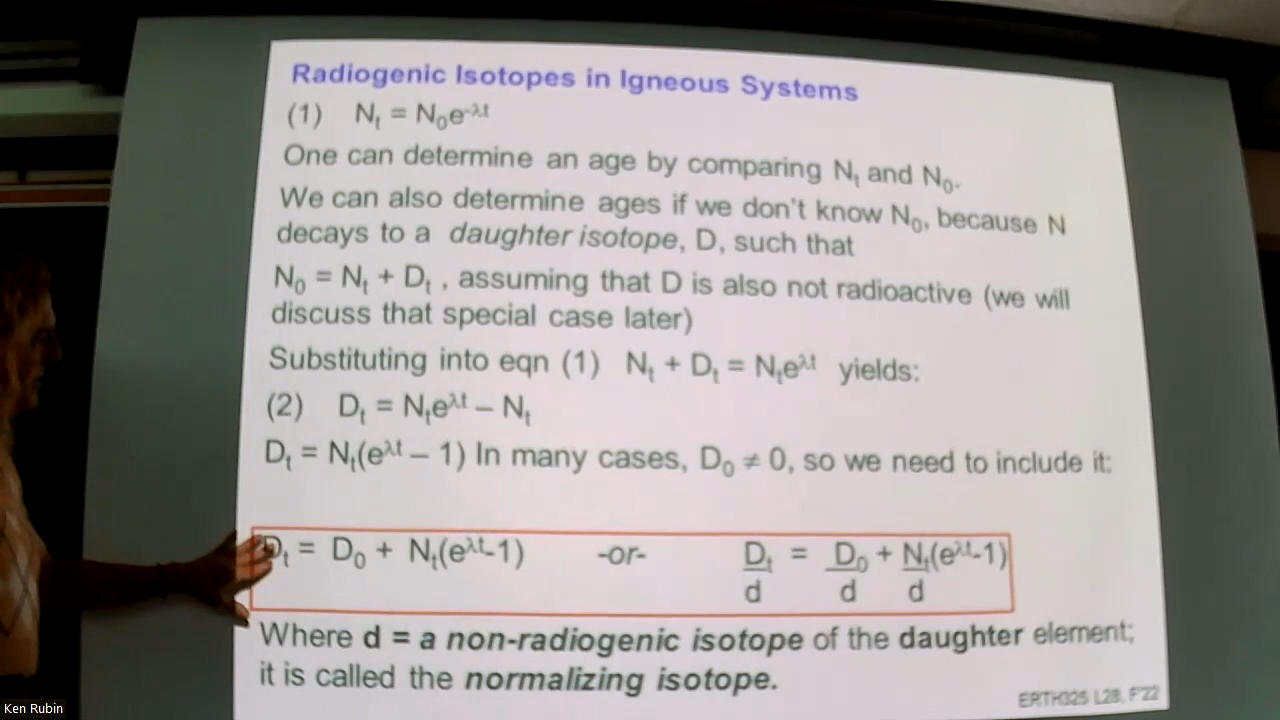 Radiogenic Isotopes in Igneous Systems
(1) Nₜ = N₀e⁻λᵗ
One can determine an age by comparing Nₜ and N₀.
We can also determine ages if we don't know N₀, because N
decays to a daughter isotope, D, such that
N₀ = Nₜ + Dₜ , assuming that D is also not radioactive (we will
discuss that special case later)
Substituting into eqn (1) Nₜ + Dₜ = Nₜeλᵗ yields:
(2) Dₜ = Nₜeλᵗ – Nₜ
Dₜ = Nₜ(eλᵗ – 1) In many cases, D₀ ≠ 0, so we need to include it:
Dₜ = D₀ + Nₜ(eλᵗ-1) -or- Dₜ = D₀ + Nₜ(eλᵗ-1)
d d d
Where d = a non-radiogenic isotope of the daughter element;
it is called the normalizing isotope.
ERTH325 L28, F'22
Ken Rubin